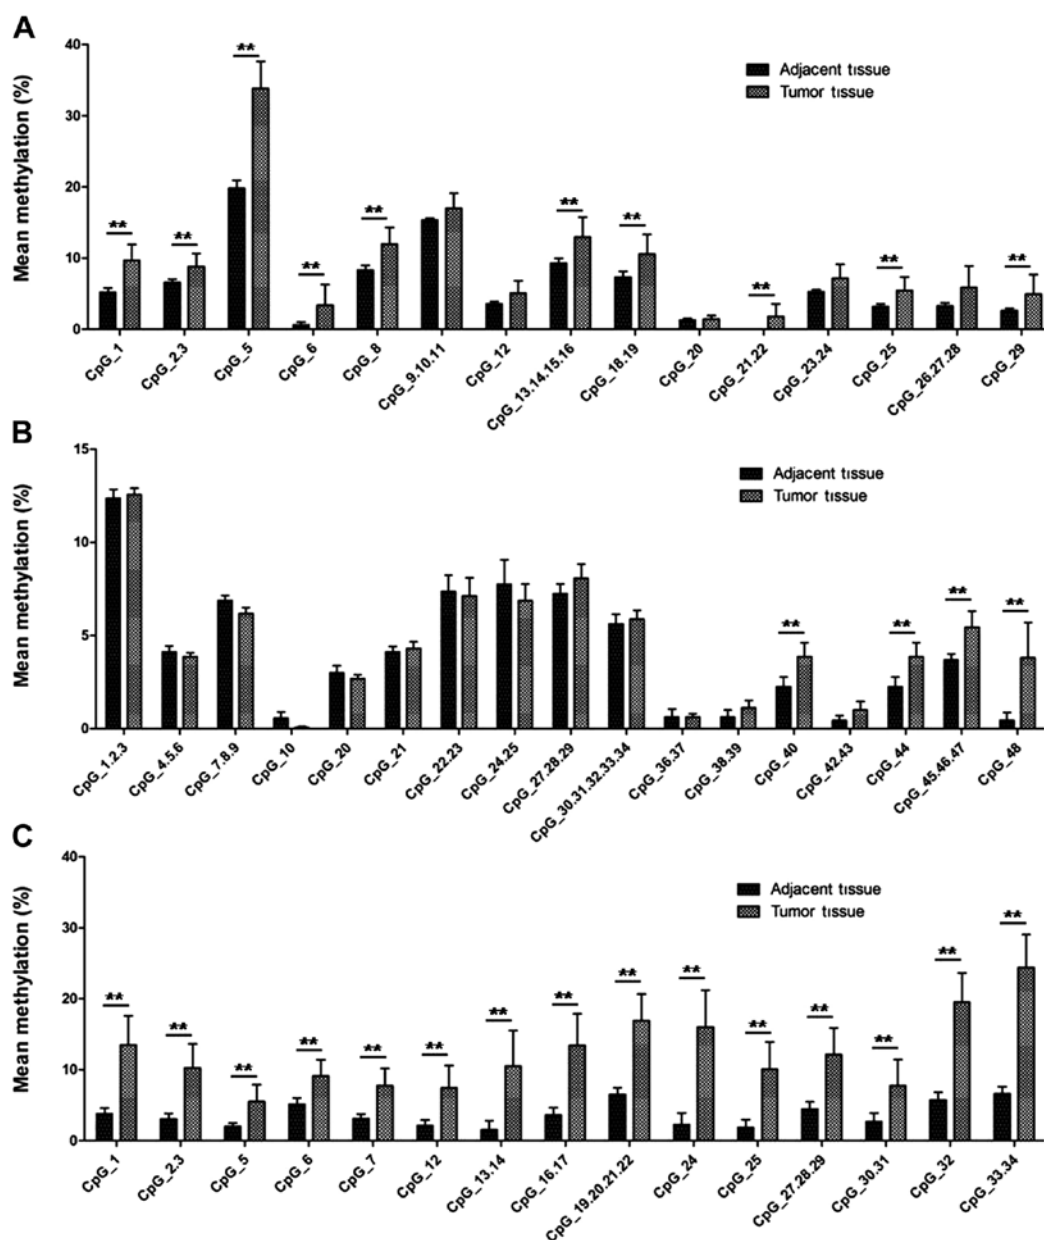 A
Mean methylation (%)
40
30
20
10
0
Adjacent tissue
Tumor tissue
** ** ** ** ** ** ** ** ** **
CpG_1 CpG_2.3 CpG_5 CpG_6 CpG_8 CpG_9.10.11 CpG_12 CpG_13.14.15.16 CpG_18.19 CpG_20 CpG_21.22 CpG_23.24 CpG_25 CpG_26.27.28 CpG_29
B
Mean methylation (%)
15
10
5
0
Adjacent tissue
Tumor tissue
** ** ** **
CpG_1.2.3 CpG_4.5.6 CpG_7.8.9 CpG_10 CpG_20 CpG_21 CpG_22.23 CpG_24.25 CpG_27.28.29 CpG_30.31.32.33.34 CpG_36.37 CpG_38.39 CpG_40 CpG_42.43 CpG_44 CpG_45.46.47 CpG_48
C
Mean methylation (%)
40
30
20
10
0
Adjacent tissue
Tumor tissue
** ** ** ** ** ** ** ** ** ** ** ** ** ** **
CpG_1 CpG_2.3 CpG_5 CpG_6 CpG_7 CpG_12 CpG_13.14 CpG_16.17 CpG_19.20.21.22 CpG_24 CpG_25 CpG_27.28.29 CpG_30.31 CpG_32 CpG_33.34